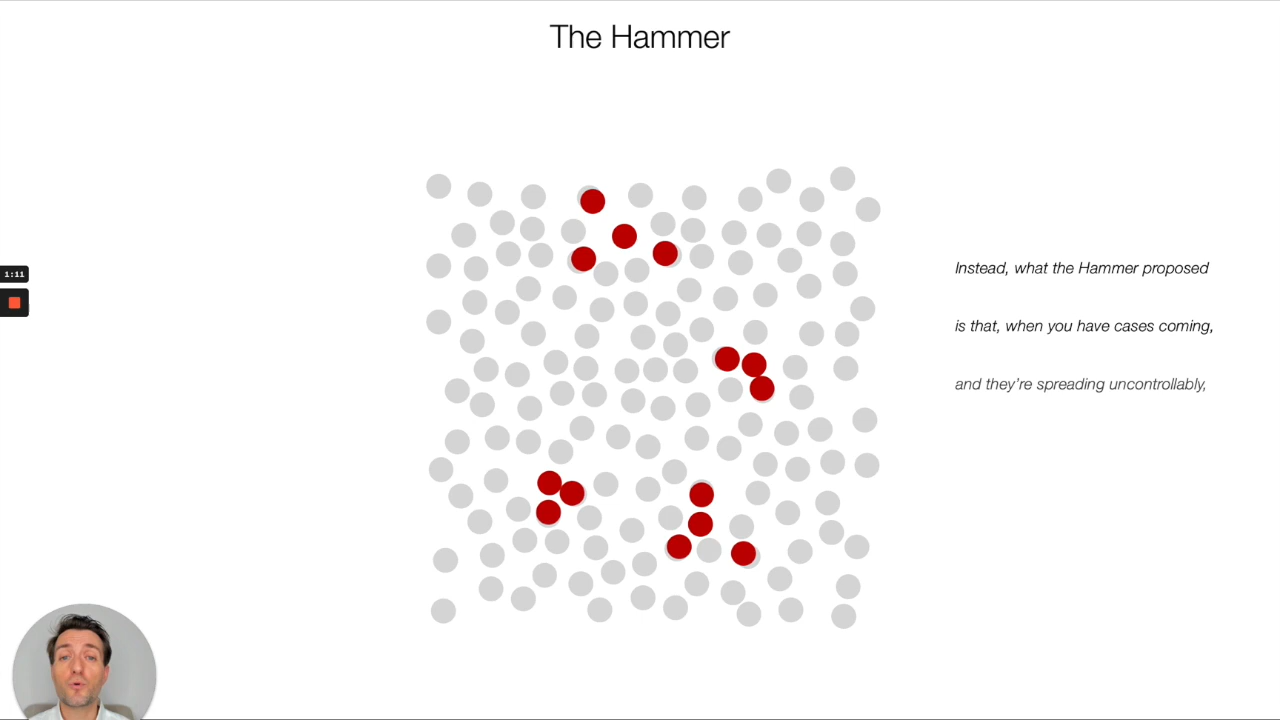 The Hammer
Instead, what the Hammer proposed
is that, when you have cases coming,
and they’re spreading uncontrollably,
1:11